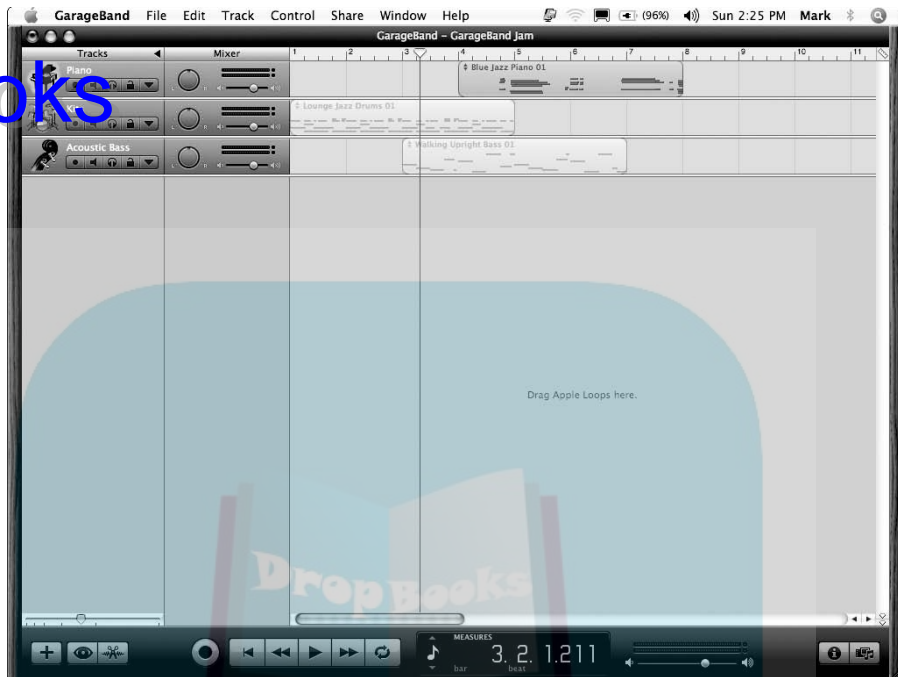 GarageBand File Edit Track Control Share Window Help (96%) Sun 2:25 PM Mark
GarageBand – GarageBand Jam
Tracks Mixer 1 2 3 4 5 6 7 8 9 10 11
Piano
Blue Jazz Piano 01
ooks
Lounge Jazz Drums 01
Acoustic Bass
Walking Upright Bass 01
Drag Apple Loops here.
DropBooks
MEASURES
3. 2. 1.211
bar beat